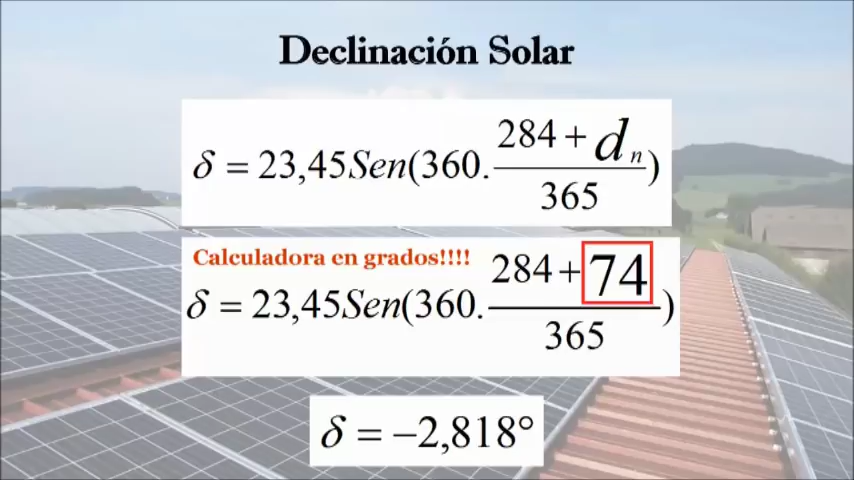 Declinación Solar
δ = 23,45Sen(360. (284 + dₙ)/365)
Calculadora en grados!!!!
δ = 23,45Sen(360. (284 + 74)/365)
δ = −2,818°